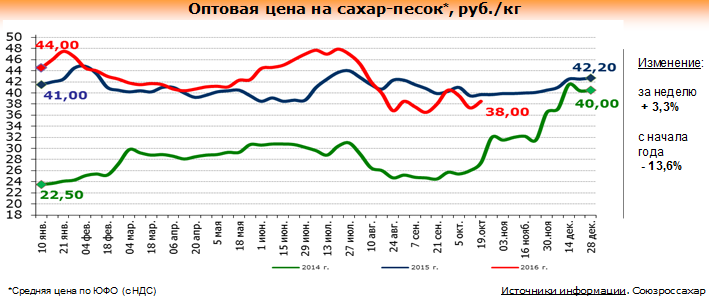 Оптовая цена на сахар-песок*, руб./кг
50
48
46
44
42
40
38
36
34
32
30
28
26
24
22
20
18
44,00
41,00
22,50
42,20
40,00
38,00
10 янв.
21 янв.
04 фев.
18 фев.
04 мар.
18 мар.
06 апр.
20 апр.
5 мая
18 мая
1 июн.
15 июн.
29 июн.
13 июл.
27 июл.
10 авг.
24 авг.
7 сент.
21 сент.
5 окт.
19 окт
03 нов.
16 нояб.
30 ноя.
14 дек.
28 дек.
2014 г.
2015 г.
2016 г.
Изменение:
за неделю
+ 3,3%
с начала
года
- 13,6%
*Средняя цена по ЮФО (с НДС)
Источники информации. Союзроссахар